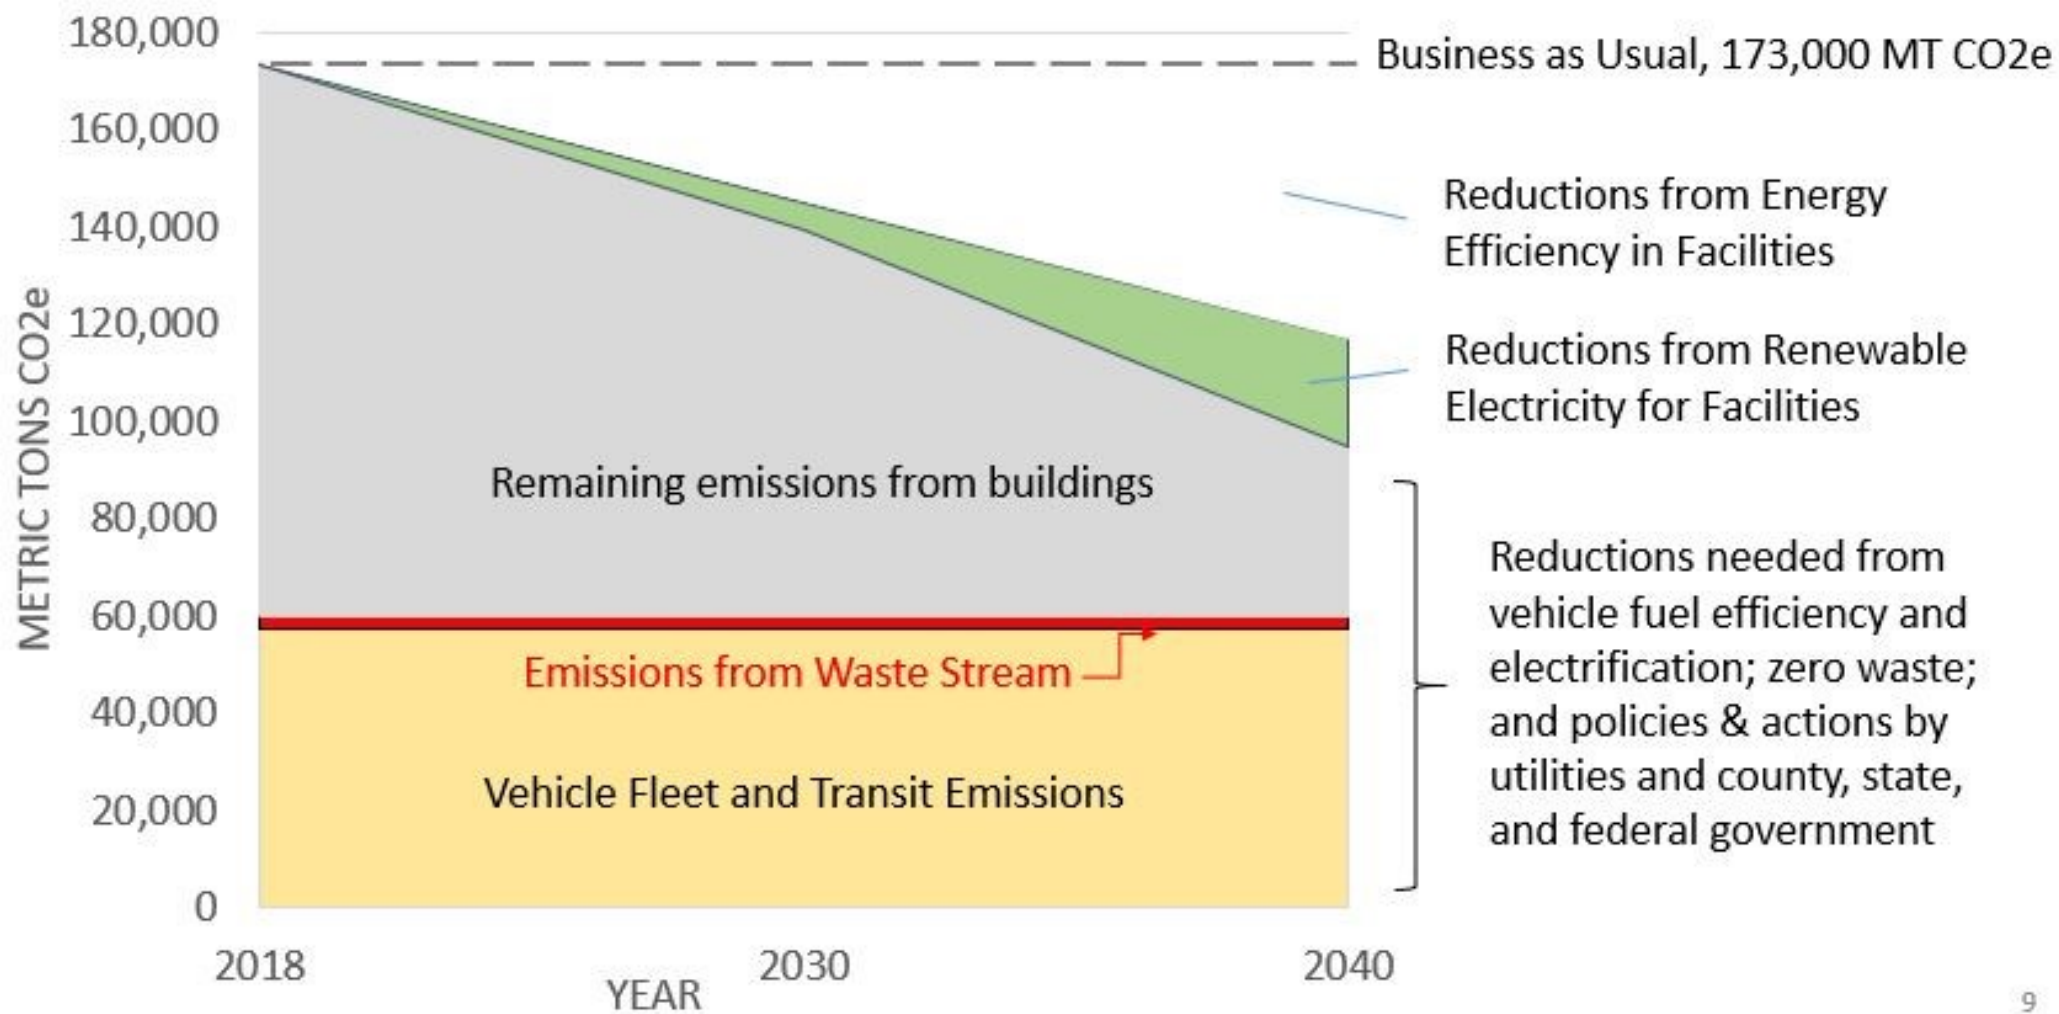 180,000
160,000
140,000
120,000
100,000
80,000
60,000
40,000
20,000
0
METRIC TONS CO2e
2018
2030
2040
YEAR
Business as Usual, 173,000 MT CO2e
Reductions from Energy
Efficiency in Facilities
Reductions from Renewable
Electricity for Facilities
Remaining emissions from buildings
Emissions from Waste Stream
Vehicle Fleet and Transit Emissions
Reductions needed from
vehicle fuel efficiency and
electrification; zero waste;
and policies & actions by
utilities and county, state,
and federal government
9